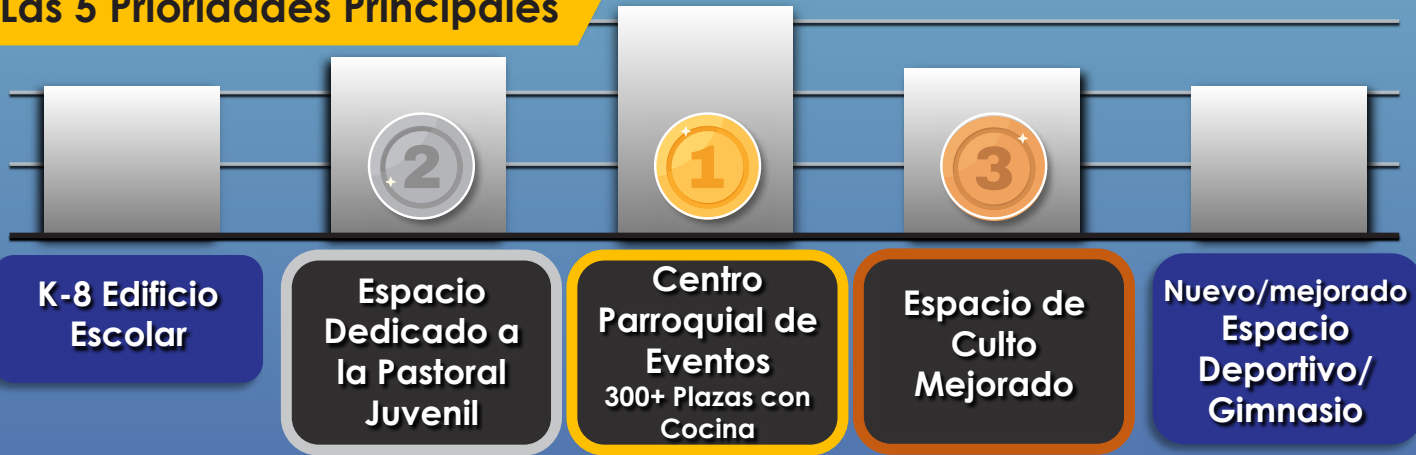 Las 5 Prioridades Principales
2
1
3
K-8 Edificio
Escolar
Espacio
Dedicado a
la Pastoral
Juvenil
Centro
Parroquial de
Eventos
300+ Plazas con
Cocina
Espacio de
Culto
Mejorado
Nuevo/mejorado
Espacio
Deportivo/
Gimnasio